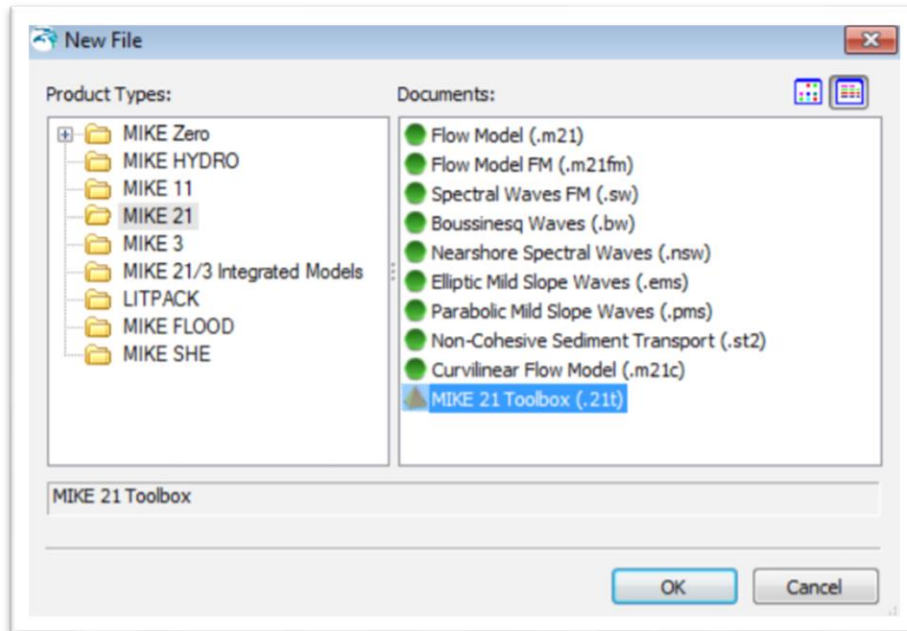 New File
Product Types:
MIKE Zero
MIKE HYDRO
MIKE 11
MIKE 21
MIKE 3
MIKE 21/3 Integrated Models
LITPACK
MIKE FLOOD
MIKE SHE
Documents:
Flow Model (.m21)
Flow Model FM (.m21fm)
Spectral Waves FM (.sw)
Boussinesq Waves (.bw)
Nearshore Spectral Waves (.nsw)
Elliptic Mild Slope Waves (.ems)
Parabolic Mild Slope Waves (.pms)
Non-Cohesive Sediment Transport (.st2)
Curvilinear Flow Model (.m21c)
MIKE 21 Toolbox (.21t)
MIKE 21 Toolbox
OK
Cancel